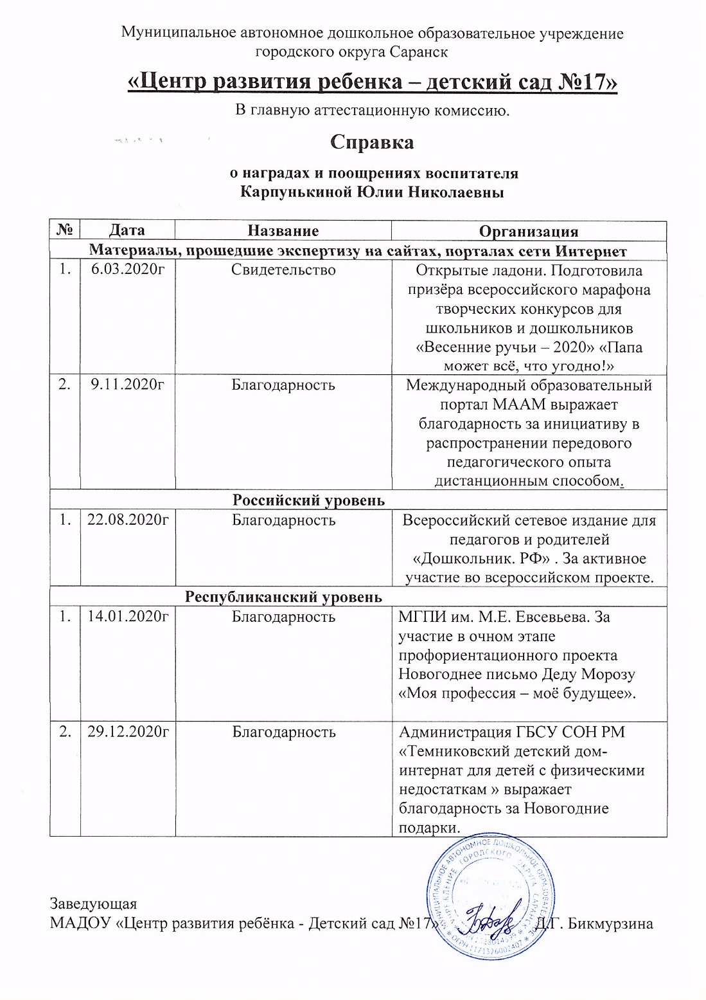 Муниципальное автономное дошкольное образовательное учреждение
городского округа Саранск
«Центр развития ребенка – детский сад №17»
В главную аттестационную комиссию.
Справка
о наградах и поощрениях воспитателя
Карпунькиной Юлии Николаевны
№ Дата Название Организация
Материалы, прошедшие экспертизу на сайтах, порталах сети Интернет
1. 6.03.2020г Свидетельство Открытые ладони. Подготовила
призёра всероссийского марафона
творческих конкурсов для
школьников и дошкольников
«Весенние ручьи – 2020» «Папа
может всё, что угодно!»
2. 9.11.2020г Благодарность Международный образовательный
портал МААМ выражает
благодарность за инициативу в
распространении передового
педагогического опыта
дистанционным способом.
Российский уровень
1. 22.08.2020г Благодарность Всероссийский сетевое издание для
педагогов и родителей
«Дошкольник. РФ» . За активное
участие во всероссийском проекте.
Республиканский уровень
1. 14.01.2020г Благодарность МГПИ им. М.Е. Евсевьева. За
участие в очном этапе
профориентационного проекта
Новогоднее письмо Деду Морозу
«Моя профессия – моё будущее».
2. 29.12.2020г Благодарность Администрация ГБСУ СОН РМ
«Темниковский детский дом-
интернат для детей с физическими
недостаткам » выражает
благодарность за Новогодние
подарки.
Заведующая
МАДОУ «Центр развития ребёнка - Детский сад №17» Д.Г. Бикмурзина
МУНИЦИПАЛЬНОЕ АВТОНОМНОЕ ДОШКОЛЬНОЕ ОБРАЗОВАТЕЛЬНОЕ
УЧРЕЖДЕНИЕ ГОРОДСКОГО ОКРУГА САРАНСК